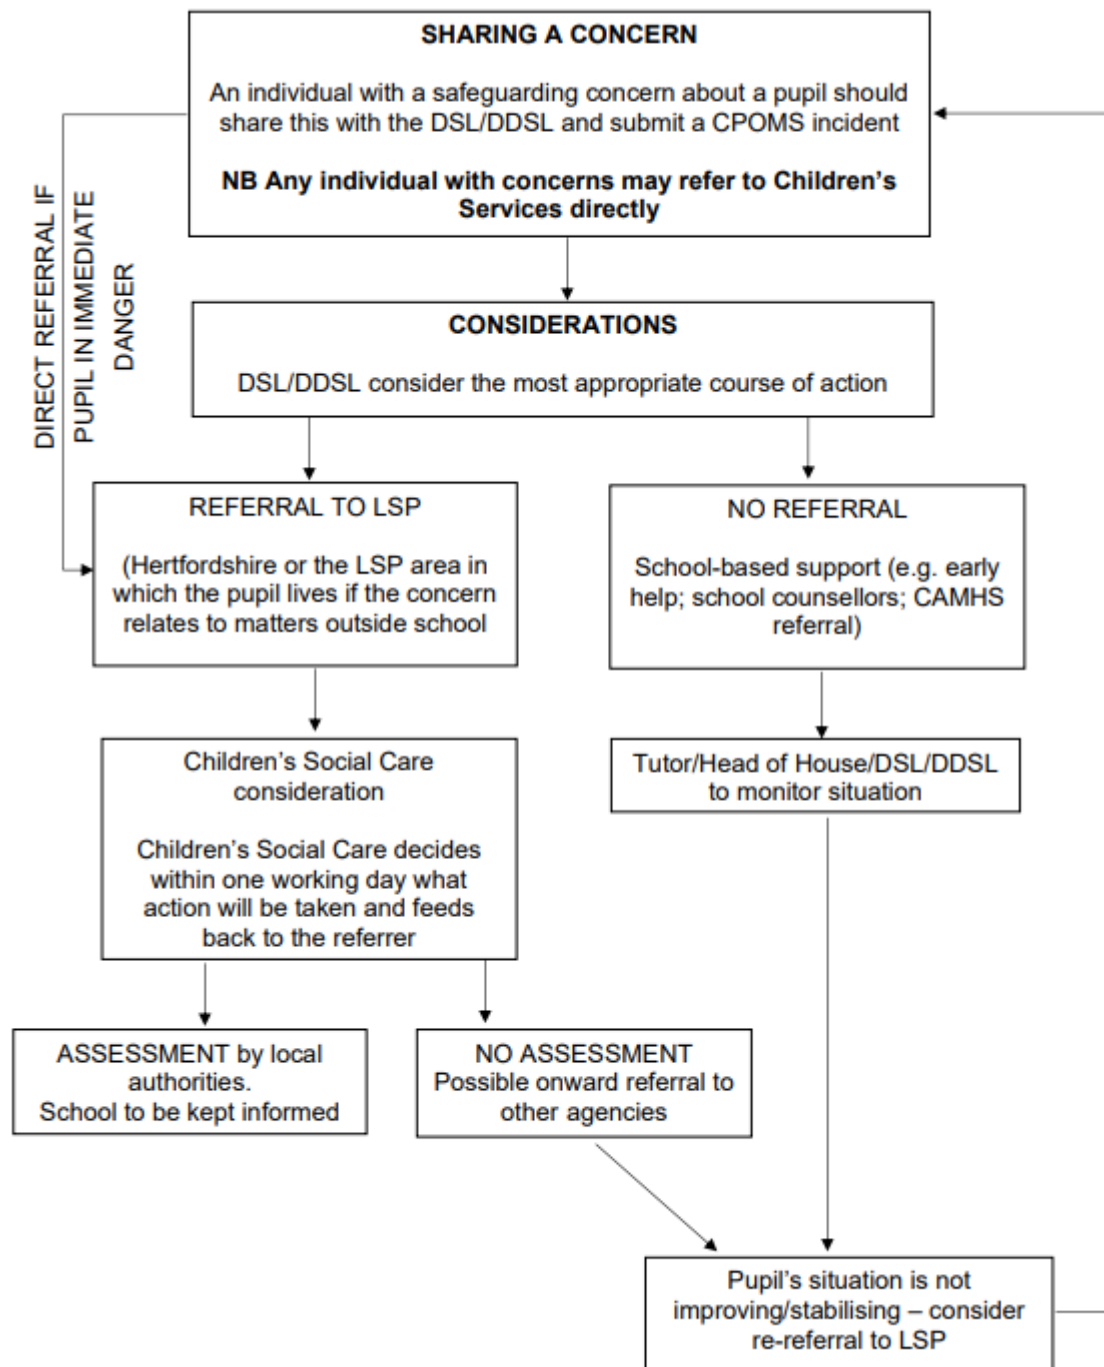 SHARING A CONCERN
An individual with a safeguarding concern about a pupil should
share this with the DSL/DDSL and submit a CPOMS incident
NB Any individual with concerns may refer to Children's
Services directly
DIRECT REFERRAL IF
PUPIL IN IMMEDIATE
DANGER
CONSIDERATIONS
DSL/DDSL consider the most appropriate course of action
REFERRAL TO LSP
(Hertfordshire or the LSP area in
which the pupil lives if the concern
relates to matters outside school
NO REFERRAL
School-based support (e.g. early
help; school counsellors; CAMHS
referral)
Children's Social Care
consideration
Children's Social Care decides
within one working day what
action will be taken and feeds
back to the referrer
Tutor/Head of House/DSL/DDSL
to monitor situation
ASSESSMENT by local
authorities.
School to be kept informed
NO ASSESSMENT
Possible onward referral to
other agencies
Pupil's situation is not
improving/stabilising – consider
re-referral to LSP